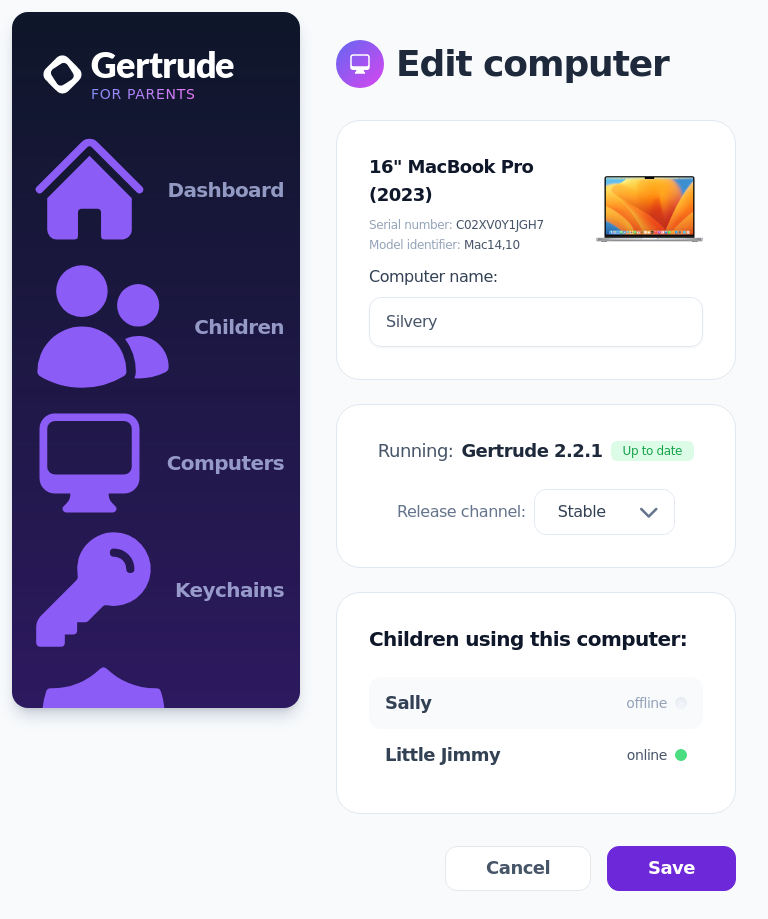 Gertrude
FOR PARENTS
Dashboard
Children
Computers
Keychains
Edit computer
16" MacBook Pro
(2023)
Serial number: C02XV0Y1JGH7
Model identifier: Mac14,10
Computer name:
Silvery
Running: Gertrude 2.2.1 Up to date
Release channel: Stable
Children using this computer:
Sally offline
Little Jimmy online
Cancel Save